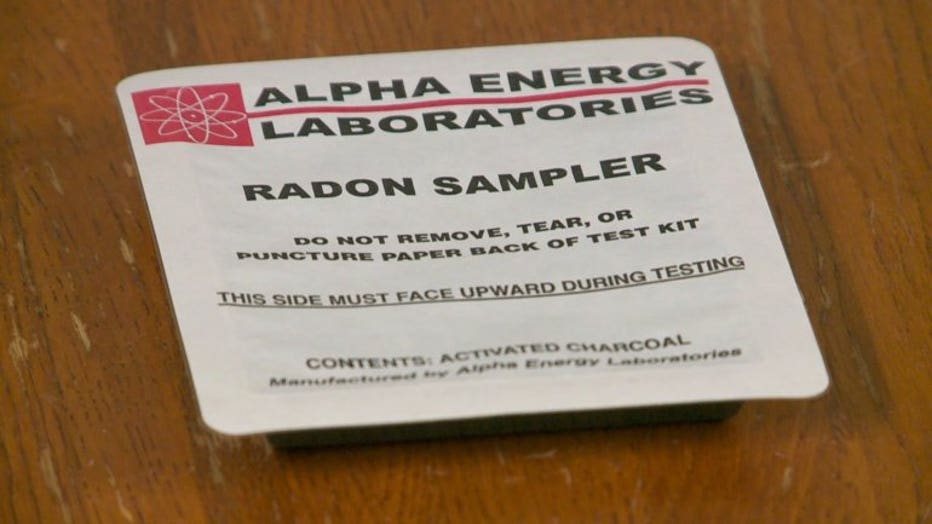 ALPHA ENERGY
LABORATORIES
RADON SAMPLER
DO NOT REMOVE, TEAR, OR
PUNCTURE PAPER BACK OF TEST KIT
THIS SIDE MUST FACE UPWARD DURING TESTING
CONTENTS: ACTIVATED CHARCOAL
Manufactured by Alpha Energy Laboratories